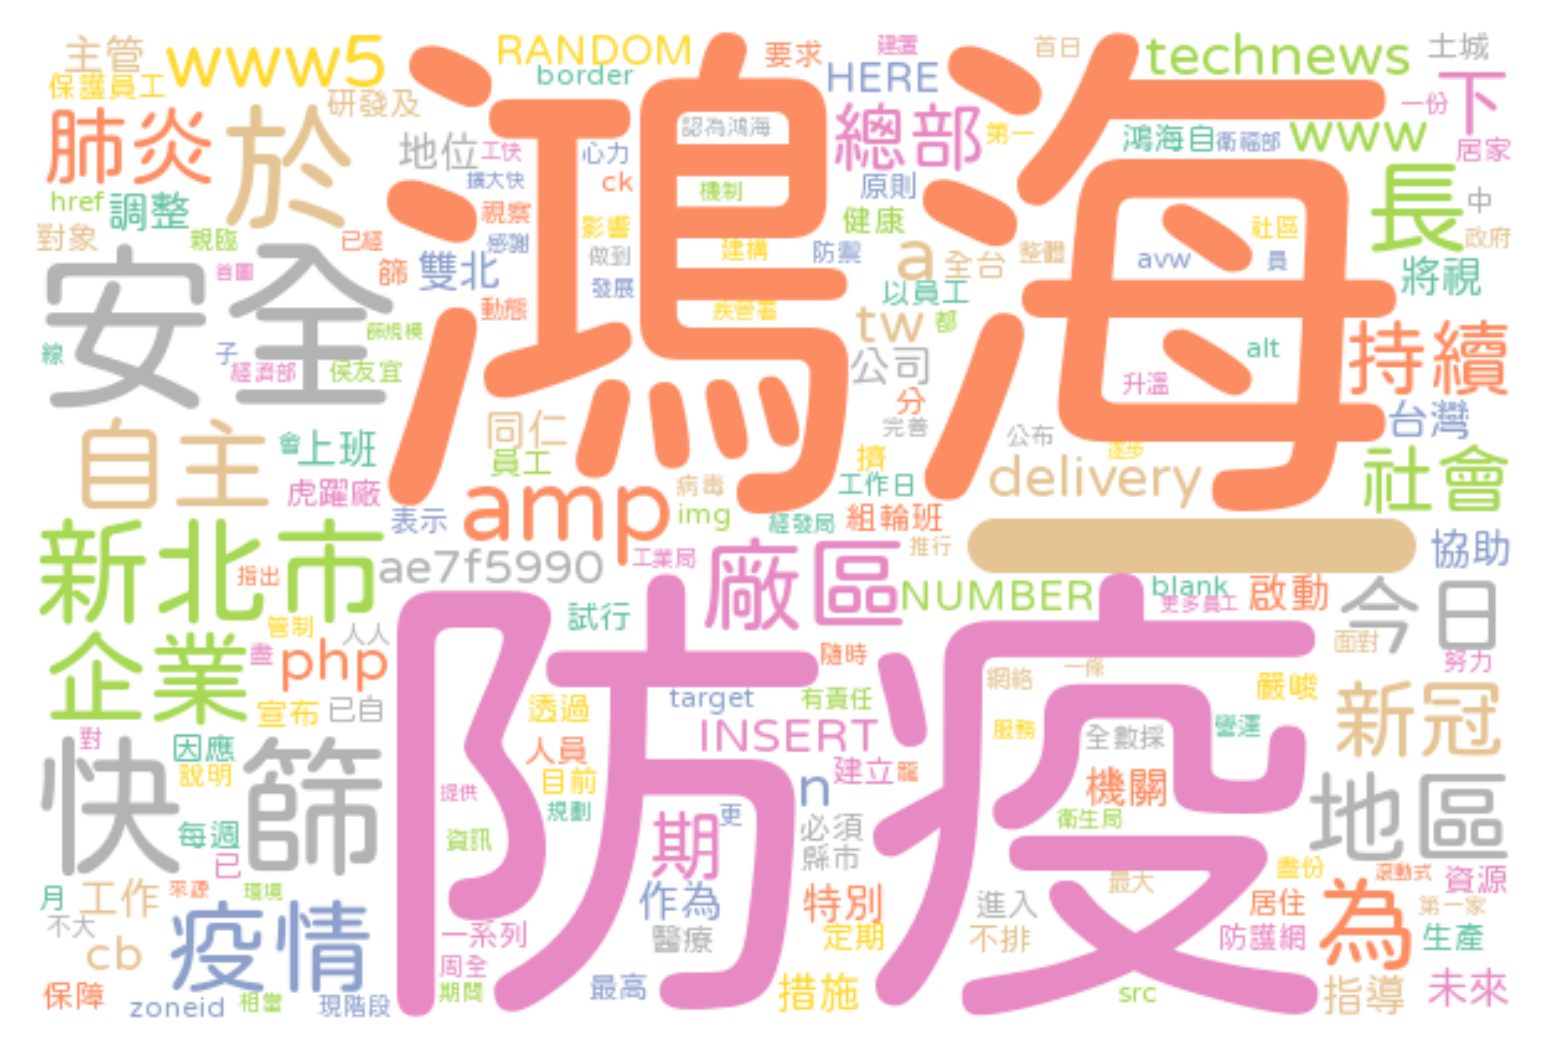 主管
www5
RANDOM
要求
建置
首日
technews
土城
保護員工
border
HERE
一份
下
研發及
肺炎
於
鴻海
認為鴻海
總部
第一
鴻海自
衛福部
www
居家
地位
工快
心力
擴大快
ck
機制
原則
長
中
href
調整
視察
影響
健康
社區
政府
對象
親臨
已經
感謝
做到
建構
防禦
a
全台
整體
avw
員
將視
安全
首圖
篩
雙北
發展
以員工
動態
疾管署
tw
都
線
篩規模
子
經濟部
侯友宜
公司
alt
持續
升溫
分
自主
會
上班
同仁
員工
完善
公布
逐步
台灣
擠
delivery
社會
虎躍廠
amp
病毒
工作日
表示
img
經發局
組輪班
推行
一
協助
新北市
指出
ae7f5990
工業局
廠區
NUMBER
blank
更多員工
啟動
今日
試行
管制
人人
面對
企業
盡
php
防疫
隨時
網絡
一條
努力
宣布
已自
透過
target
有責任
嚴峻
新冠
對
因應
人員
INSERT
服務
全數採
營運
快篩
說明
目前
n
建立
龍
機關
地區
提供
規劃
期
更
必須
衛生局
每週
資訊
縣市
已
盡份
滾動式
資源
月
工作
來源
環境
作為
特別
進入
最大
居住
為
第一家
不大
疫情
一系列
醫療
定期
不排
防護網
生產
cb
周全
保障
zoneid
相當
現階段
期間
最高
措施
src
指導
未來